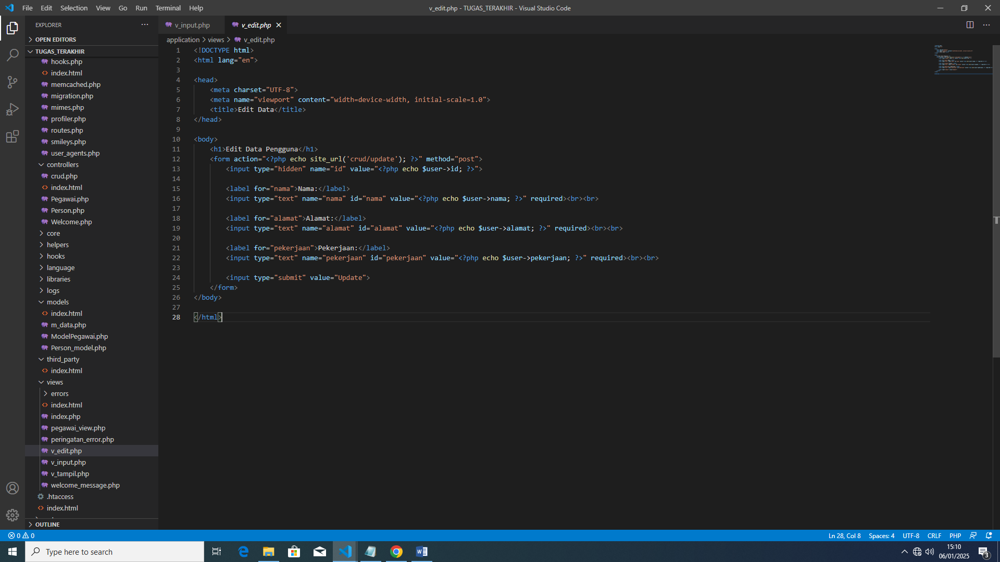 File Edit Selection View Go Run Terminal Help
v_edit.php - TUGAS_TERAKHIR - Visual Studio Code
EXPLORER
OPEN EDITORS
TUGAS_TERAKHIR
hooks.php
index.html
memcached.php
migration.php
mimes.php
profiler.php
routes.php
smileys.php
user_agents.php
controllers
crud.php
index.html
Pegawai.php
Person.php
Welcome.php
core
helpers
hooks
language
libraries
logs
models
index.html
m_data.php
ModelPegawai.php
Person_model.php
third_party
index.html
views
errors
index.html
index.php
pegawai_view.php
peringatan_error.php
v_edit.php
v_input.php
v_tampil.php
welcome_message.php
.htaccess
index.html
OUTLINE
v_input.php
v_edit.php
application > views > v_edit.php
1 <!DOCTYPE html>
2 <html lang="en">
3
4 <head>
5     <meta charset="UTF-8">
6     <meta name="viewport" content="width=device-width, initial-scale=1.0">
7     <title>Edit Data</title>
8 </head>
9
10 <body>
11     <h1>Edit Data Pengguna</h1>
12     <form action="<?php echo site_url('crud/update'); ?>" method="post">
13         <input type="hidden" name="id" value="<?php echo $user->id; ?>">
14
15         <label for="nama">Nama:</label>
16         <input type="text" name="nama" id="nama" value="<?php echo $user->nama; ?>" required><br><br>
17
18         <label for="alamat">Alamat:</label>
19         <input type="text" name="alamat" id="alamat" value="<?php echo $user->alamat; ?>" required><br><br>
20
21         <label for="pekerjaan">Pekerjaan:</label>
22         <input type="text" name="pekerjaan" id="pekerjaan" value="<?php echo $user->pekerjaan; ?>" required><br><br>
23
24         <input type="submit" value="Update">
25     </form>
26 </body>
27
28 </html>
0 0
Ln 28, Col 8 Spaces: 4 UTF-8 CRLF PHP
Type here to search
15:10
06/01/2025
3